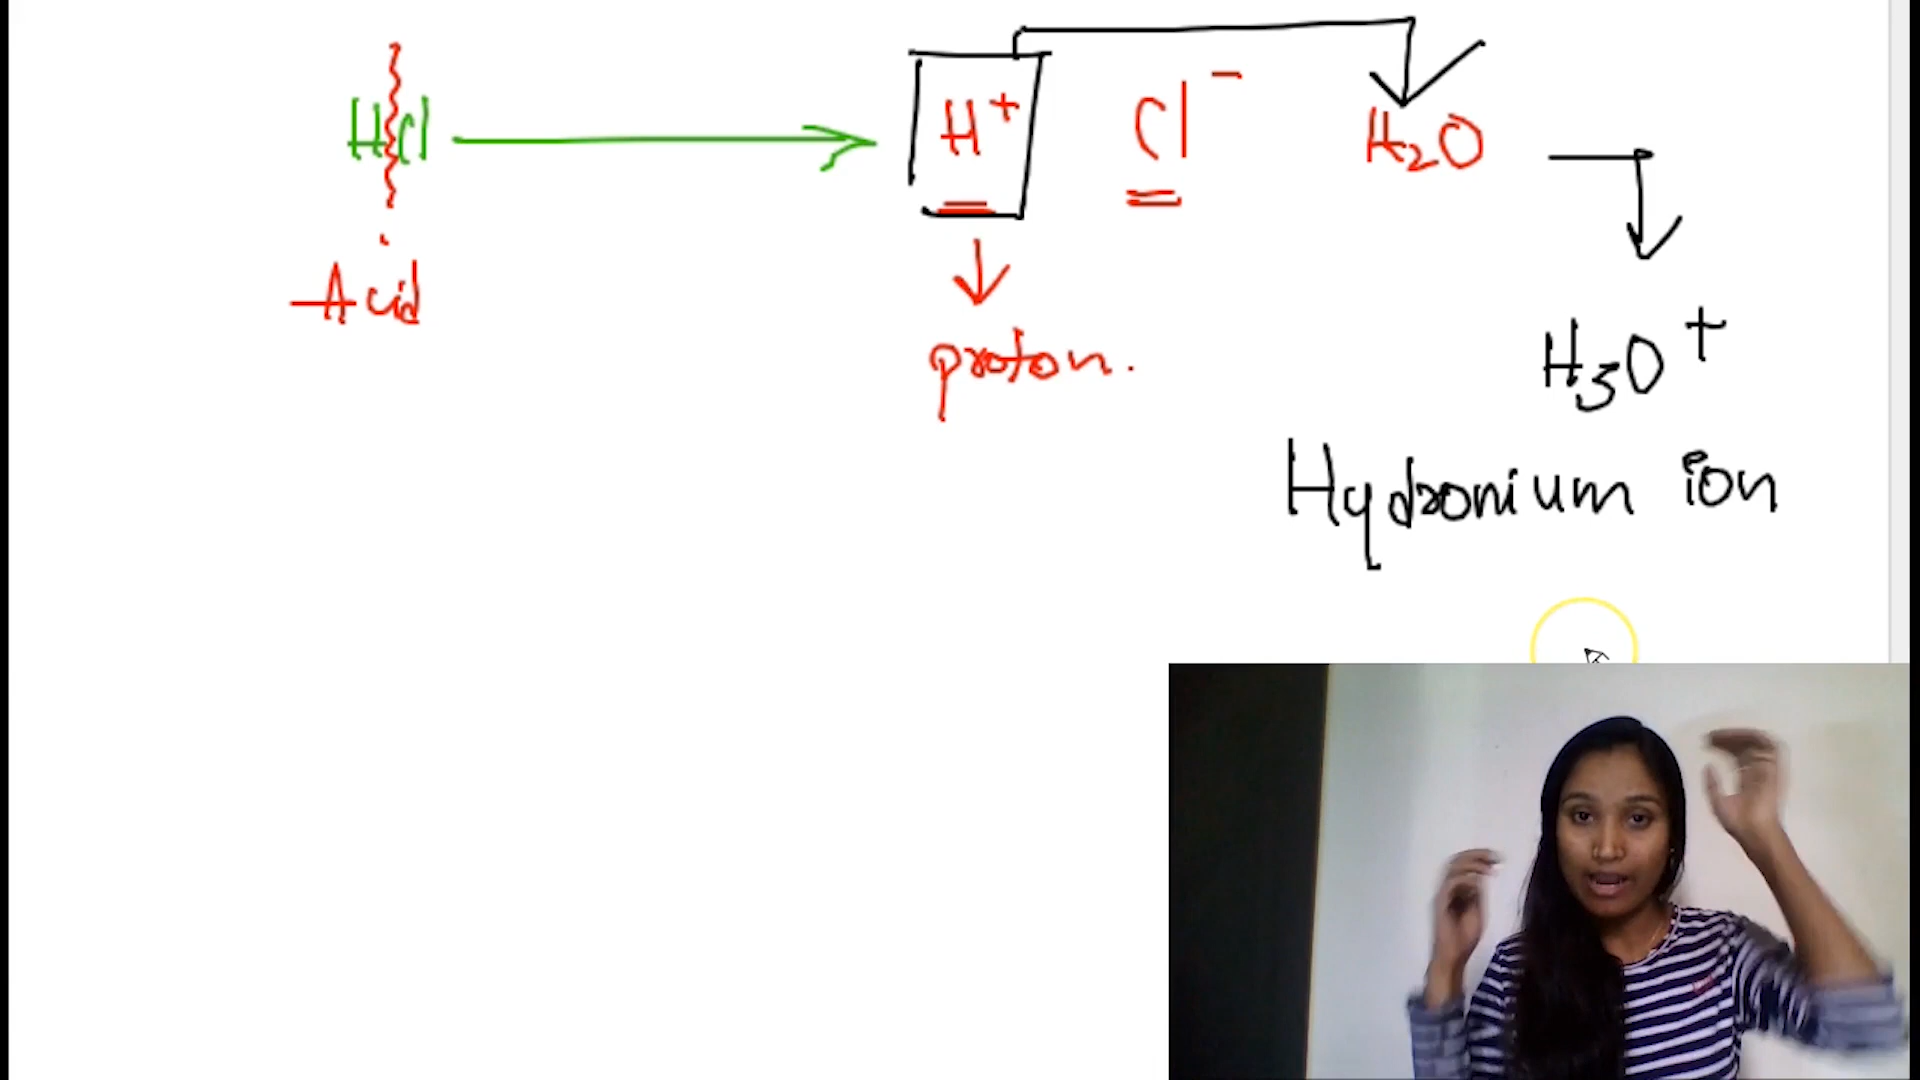 HCl → H⁺ Cl⁻ H₂O
Acid
proton.
H₃O⁺
Hydronium ion